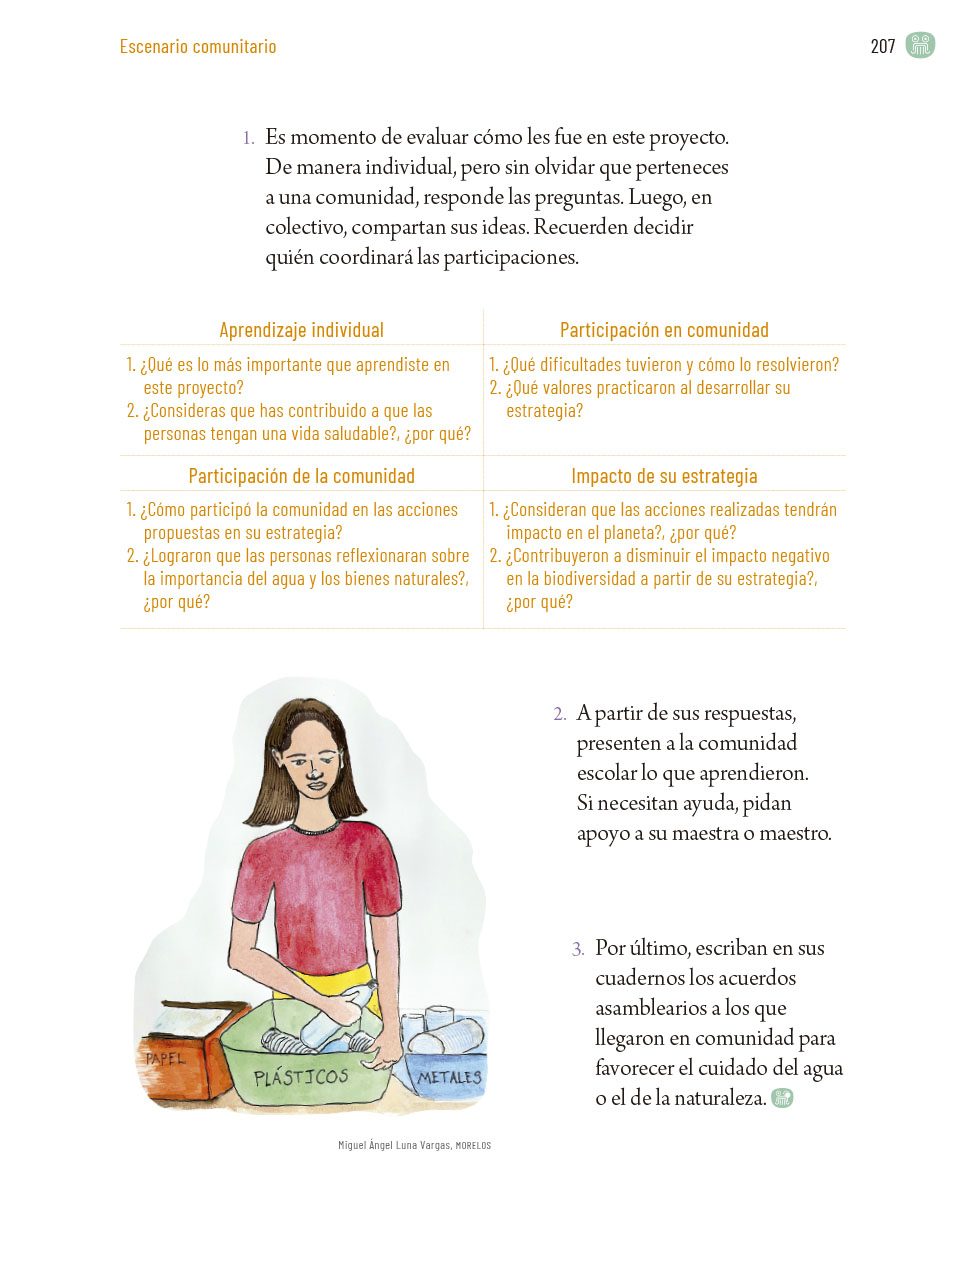 Escenario comunitario
207
1. Es momento de evaluar cómo les fue en este proyecto.
De manera individual, pero sin olvidar que perteneces
a una comunidad, responde las preguntas. Luego, en
colectivo, compartan sus ideas. Recuerden decidir
quién coordinará las participaciones.
Aprendizaje individual
1. ¿Qué es lo más importante que aprendiste en
este proyecto?
2. ¿Consideras que has contribuido a que las
personas tengan una vida saludable?, ¿por qué?
Participación en comunidad
1. ¿Qué dificultades tuvieron y cómo lo resolvieron?
2. ¿Qué valores practicaron al desarrollar su
estrategia?
Participación de la comunidad
1. ¿Cómo participó la comunidad en las acciones
propuestas en su estrategia?
2. ¿Lograron que las personas reflexionaran sobre
la importancia del agua y los bienes naturales?,
¿por qué?
Impacto de su estrategia
1. ¿Consideran que las acciones realizadas tendrán
impacto en el planeta?, ¿por qué?
2. ¿Contribuyeron a disminuir el impacto negativo
en la biodiversidad a partir de su estrategia?,
¿por qué?
2. A partir de sus respuestas,
presenten a la comunidad
escolar lo que aprendieron.
Si necesitan ayuda, pidan
apoyo a su maestra o maestro.
3. Por último, escriban en sus
cuadernos los acuerdos
asamblearios a los que
llegaron en comunidad para
favorecer el cuidado del agua
o el de la naturaleza.
PAPEL
PLÁSTICOS
METALES
Miguel Ángel Luna Vargas, MORELOS